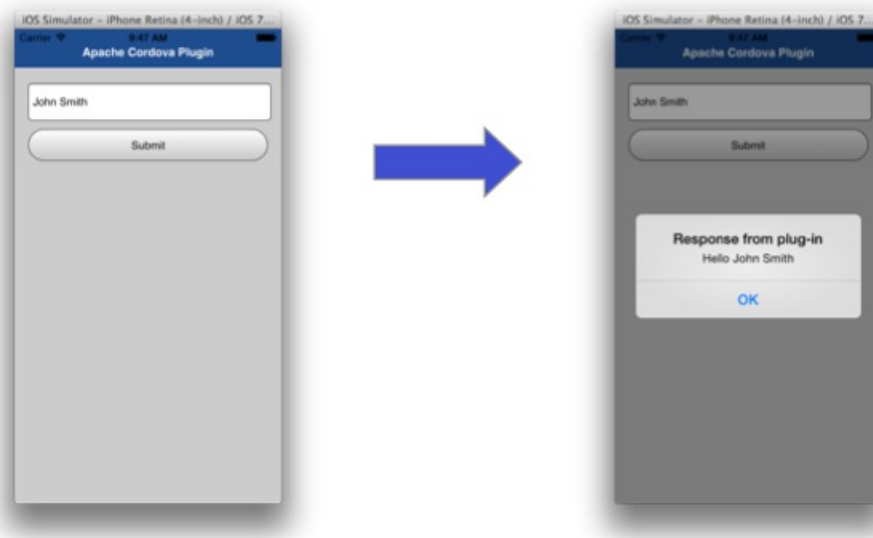 iOS Simulator - iPhone Retina (4-inch) / iOS 7...
Carrier 9:47 AM
Apache Cordova Plugin
John Smith
Submit
iOS Simulator - iPhone Retina (4-inch) / iOS 7...
Carrier 9:47 AM
Apache Cordova Plugin
John Smith
Submit
Response from plug-in
Hello John Smith
OK